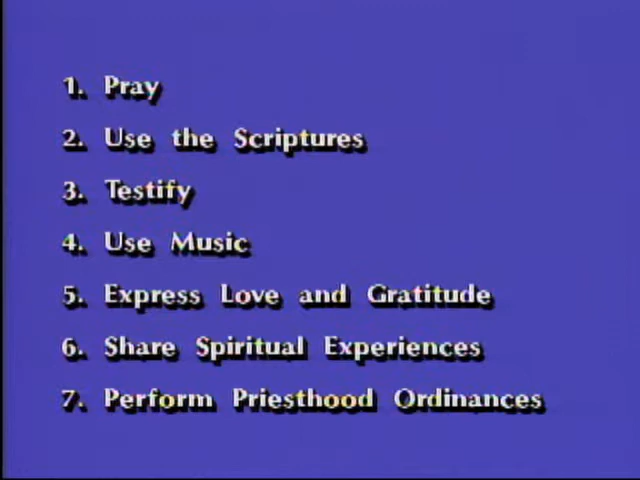 1. Pray
2. Use the Scriptures
3. Testify
4. Use Music
5. Express Love and Gratitude
6. Share Spiritual Experiences
7. Perform Priesthood Ordinances